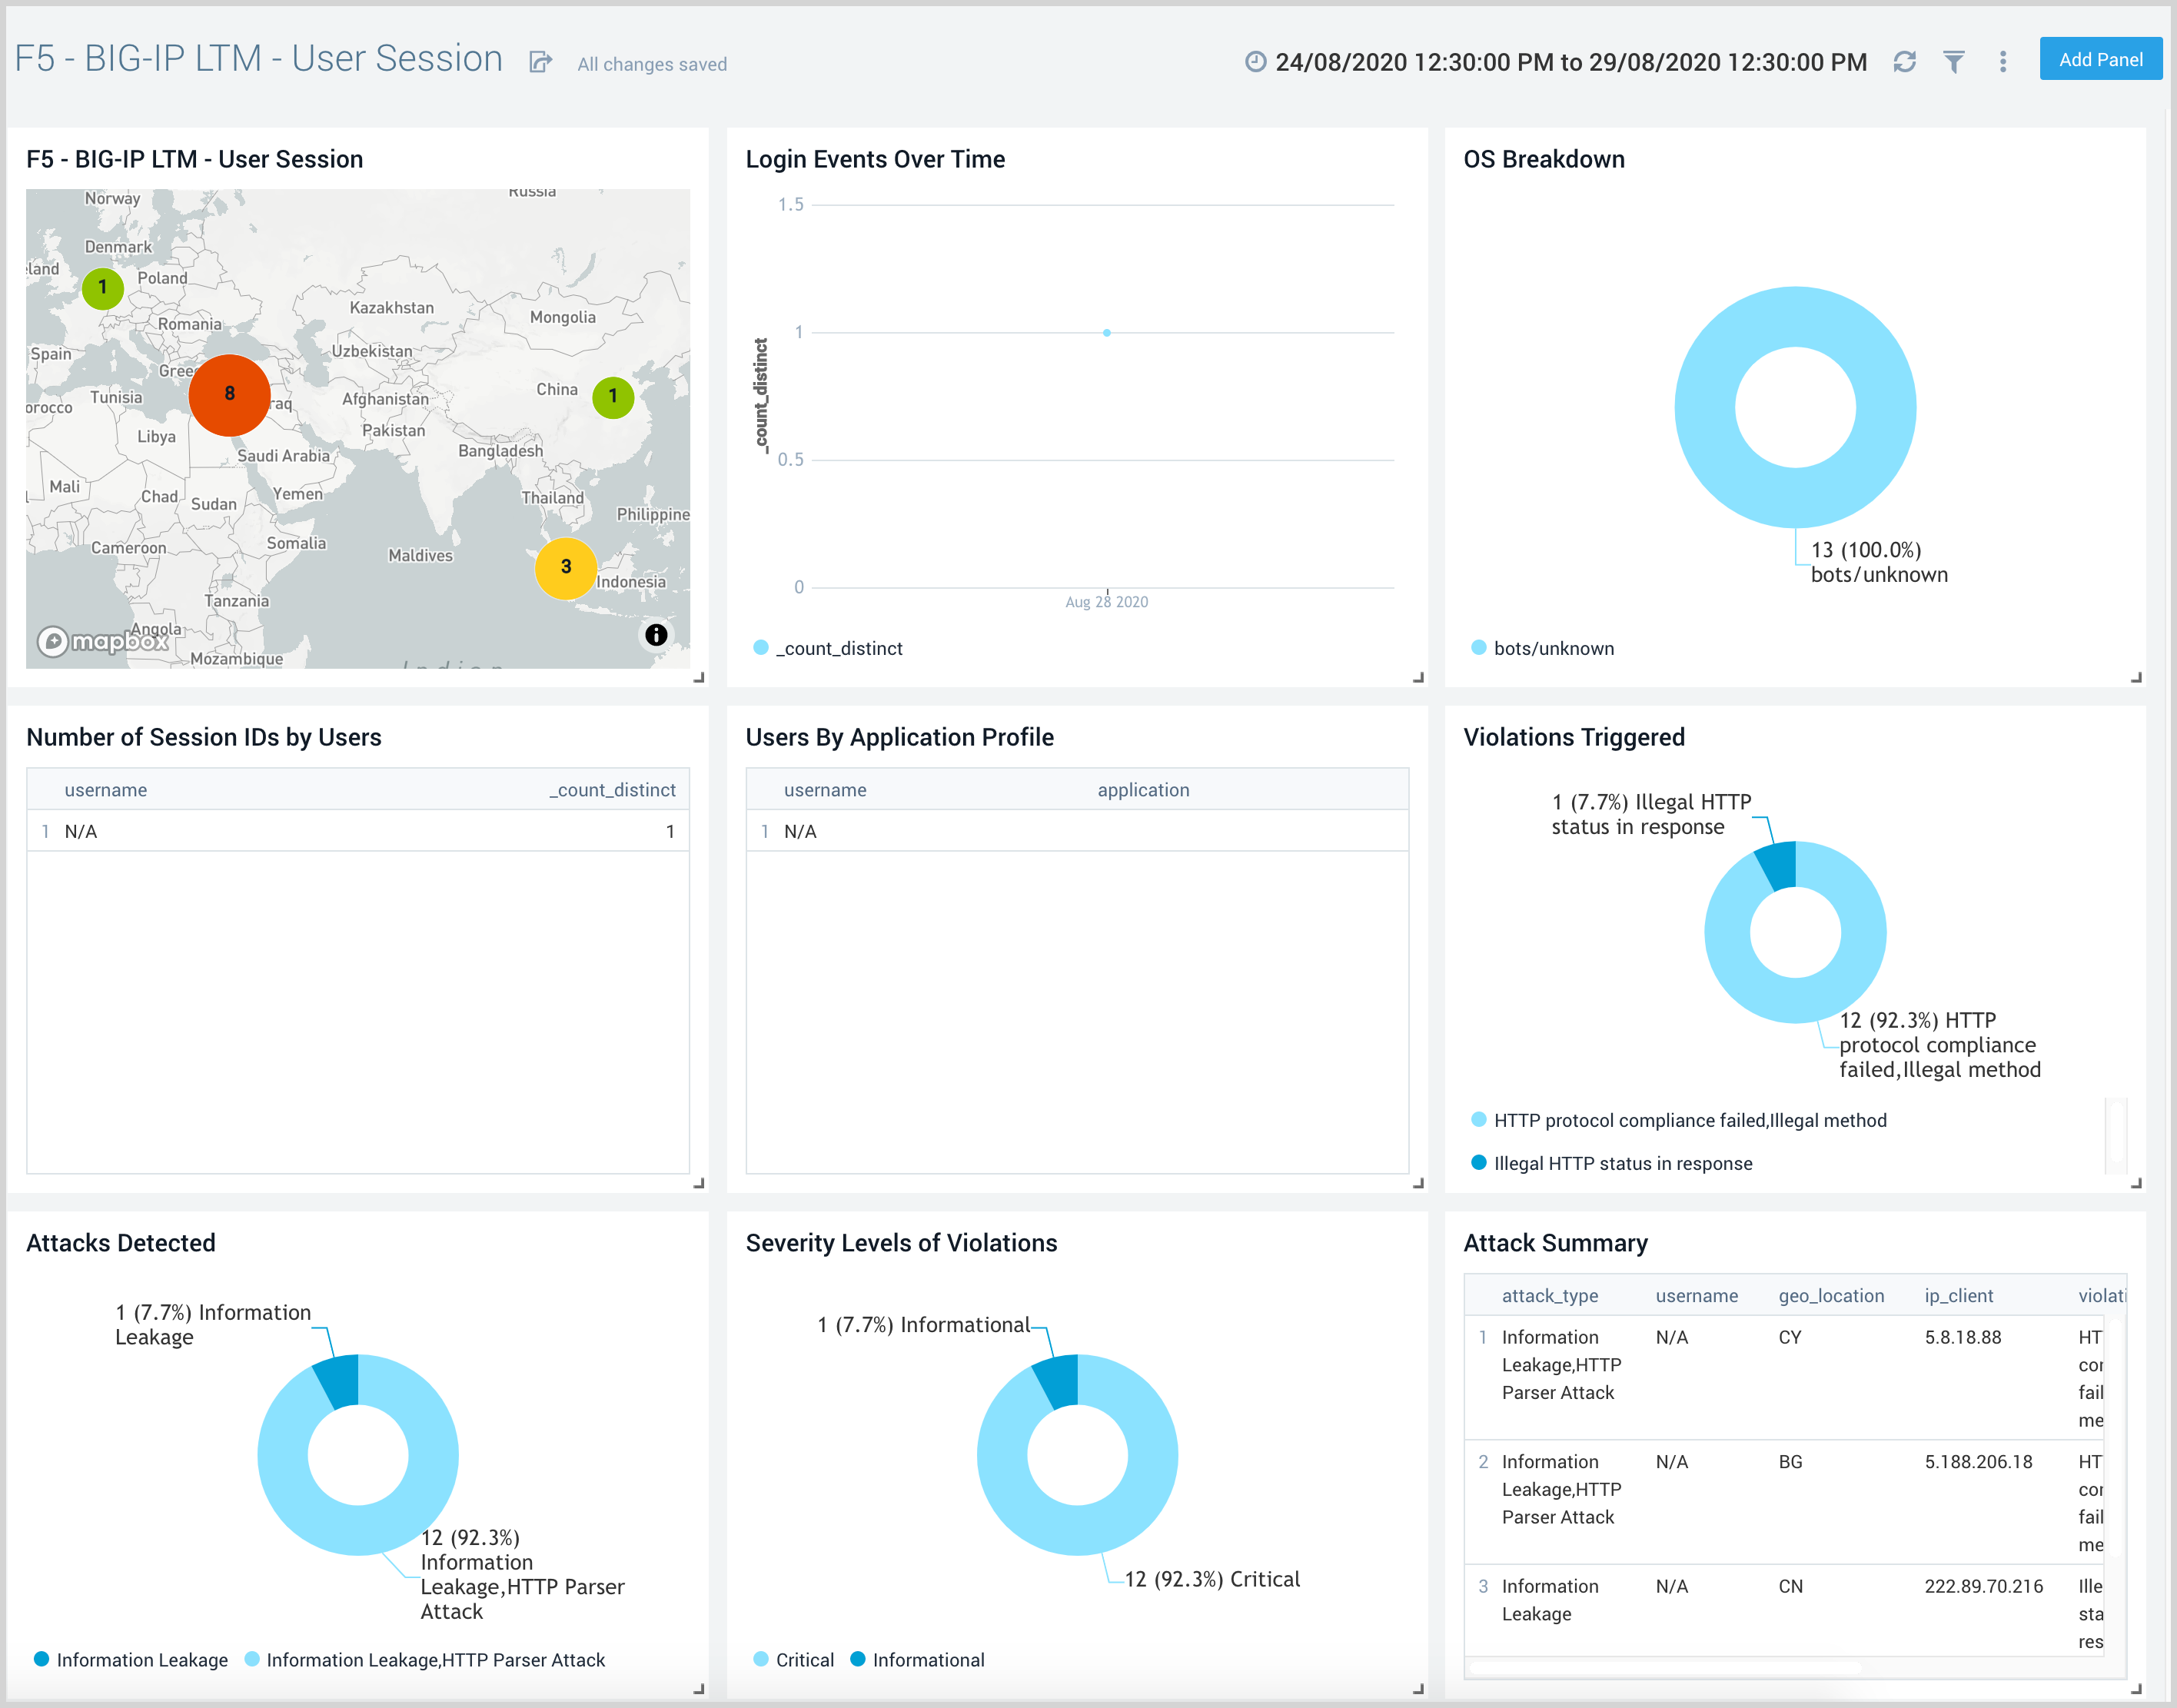 F5 - BIG-IP LTM - User Session
All changes saved
24/08/2020 12:30:00 PM to 29/08/2020 12:30:00 PM
Add Panel
F5 - BIG-IP LTM - User Session
Norway
Russia
Denmark
Poland
1
Kazakhstan
Mongolia
Romania
Uzbekistan
Spain
Greec
China
1
8
Tunisia
Afghanistan
raq
orocco
Libya
Pakistan
Saudi Arabia
Bangladesh
Mali
Chad
Sudan
Yemen
Thailand
Philippine
Cameroon
Somalia
Maldives
3
Indonesia
Tanzania
Angola
mapbox
Mozambique
Indian
Login Events Over Time
1.5
1
0.5
0
_count_distinct
Aug 28 2020
_count_distinct
OS Breakdown
13 (100.0%)
bots/unknown
bots/unknown
Number of Session IDs by Users
username _count_distinct
1 N/A 1
Users By Application Profile
username application
1 N/A
Violations Triggered
1 (7.7%) Illegal HTTP
status in response
12 (92.3%) HTTP
protocol compliance
failed,Illegal method
HTTP protocol compliance failed,Illegal method
Illegal HTTP status in response
Attacks Detected
1 (7.7%) Information
Leakage
12 (92.3%)
Information
Leakage,HTTP Parser
Attack
Information Leakage Information Leakage,HTTP Parser Attack
Severity Levels of Violations
1 (7.7%) Informational
12 (92.3%) Critical
Critical Informational
Attack Summary
attack_type username geo_location ip_client violati
1 Information N/A CY 5.8.18.88 HT
Leakage,HTTP cor
Parser Attack fail
me
2 Information N/A BG 5.188.206.18 HT
Leakage,HTTP cor
Parser Attack fail
me
3 Information N/A CN 222.89.70.216 Ille
Leakage sta
res